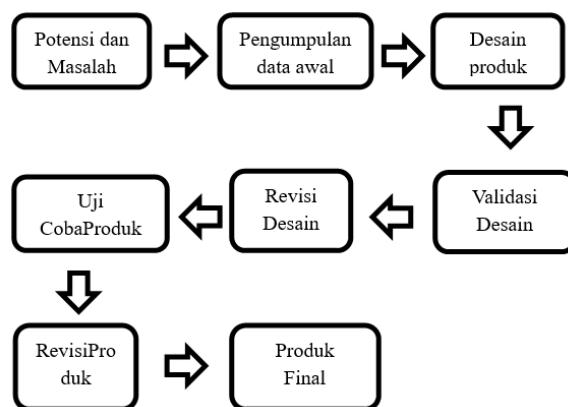 Potensi dan
Masalah
Pengumpulan
data awal
Desain
produk
Validasi
Desain
Revisi
Desain
Uji
CobaProduk
RevisiPro
duk
Produk
Final